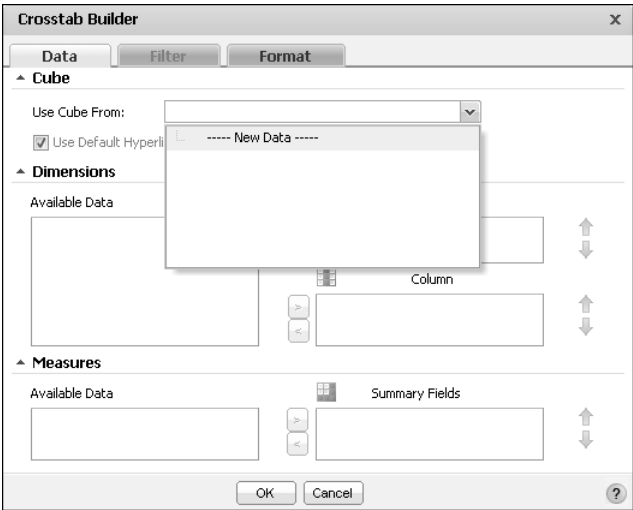 Crosstab Builder x
Data Filter Format
Cube
Use Cube From:
----- New Data -----
Use Default Hyperli
Dimensions
Available Data
Column
>
<
Measures
Available Data Summary Fields
>
<
OK Cancel ?